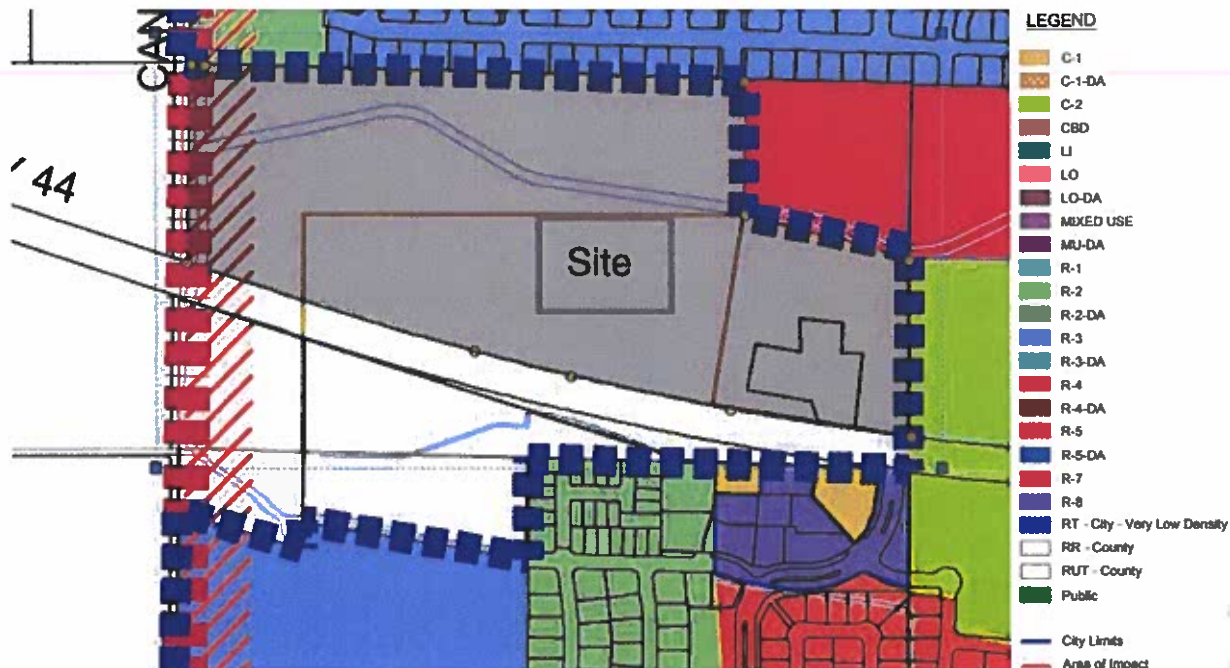 CAN
44
Site
LEGEND
C-1
C-1-DA
C-2
CBD
LI
LO
LO-DA
MIXED USE
MU-DA
R-1
R-2
R-2-DA
R-3
R-3-DA
R-4
R-4-DA
R-5
R-5-DA
R-7
R-8
RT - City - Very Low Density
RR - County
RUT - County
Public
City Limits
Area of Impact